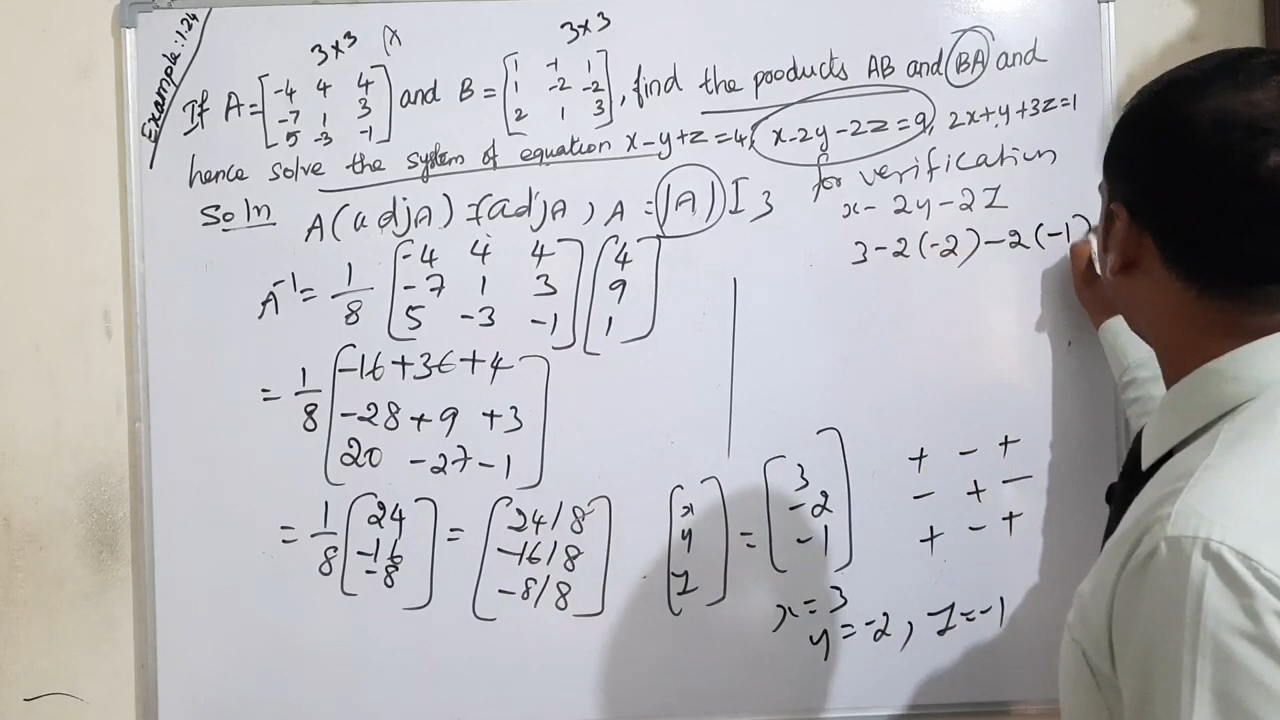 Example:1.24
3×3
3×3
If A=[-4 4 4 and B=[1 -1 1, find the products AB and BA and
-7 1 3 1 -2 -2
5 -3 -1] 2 1 3]
hence solve the system of equation x-y+z=4, x-2y-2z=9, 2x+y+3z=1
Soln A(adjA)=(adjA)A=|A|I3
for verification
x-2y-2z
3-2(-2)-2(-1)
A-1=1/8[-4 4 4][4
-7 1 3 9
5 -3 -1] 1]
=1/8[-16+36+4
-28+9+3
20-27-1]
=1/8[24 = [24/8
-16 -16/8
-8] -8/8]
[x = [3
y -2
z] -1]
+ - +
- + -
+ - +
x=3
y=-2, z=-1